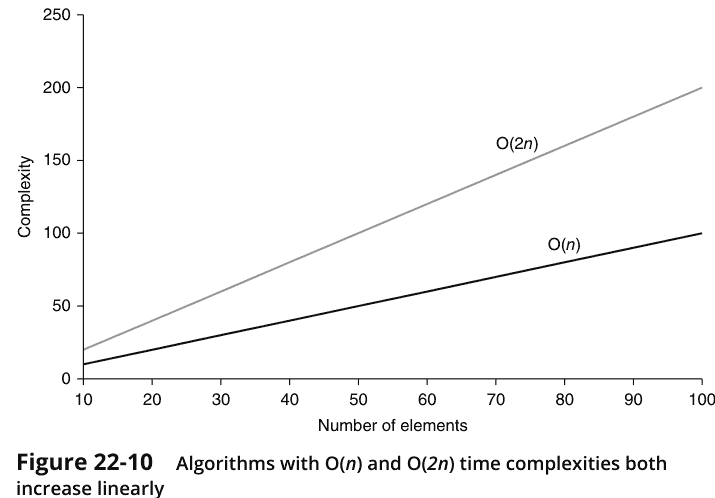 250
200
150
100
50
0
Complexity
O(2n)
O(n)
10 20 30 40 50 60 70 80 90 100
Number of elements
Figure 22-10 Algorithms with O(n) and O(2n) time complexities both
increase linearly